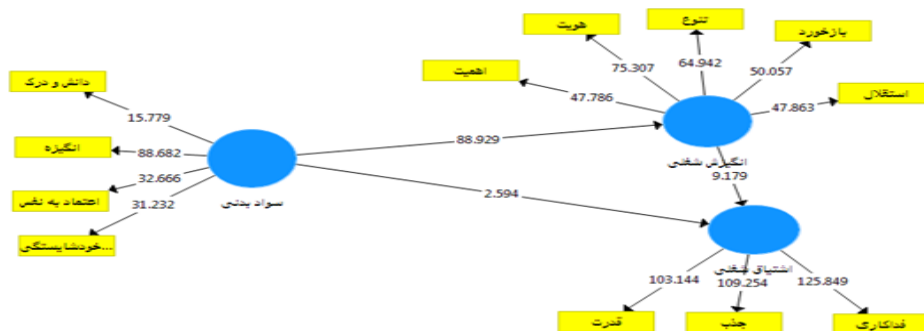 تنوع
هویت
بازخورد
اهمیت
استقلال
64.942
75.307
50.057
47.786
47.863
دانش و درک
15.779
انگیزه
88.682
88.929
انگیزش شغلی
32.666
9.179
اعتماد به نفس
سواد بدنی
2.594
31.232
خودشایستگی...
اشتیاق شغلی
103.144
109.254
125.849
قدرت
جذب
فداکاری